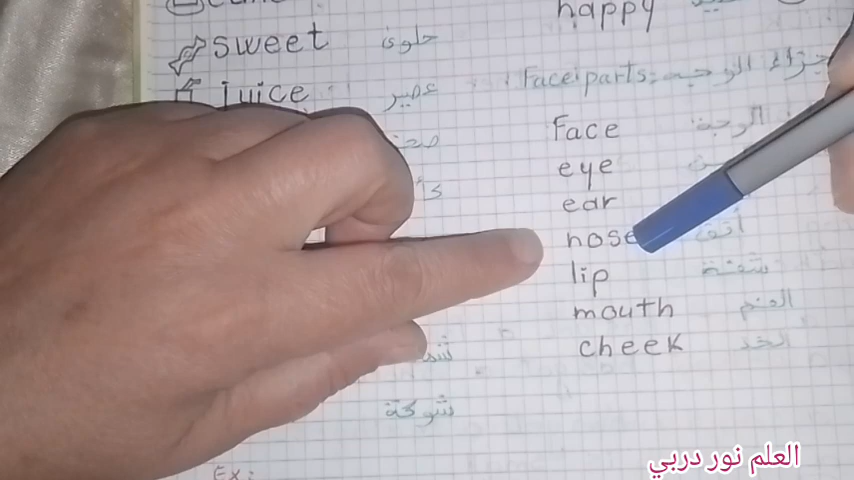 happy
sweet حلوى
juice عصير
Face parts: اجزاء الوجه
Face الوجه
eye
ear
nose أنف
lip شفة
mouth الفم
cheek الخد
شوكة
Ex:
العلم نور دربي